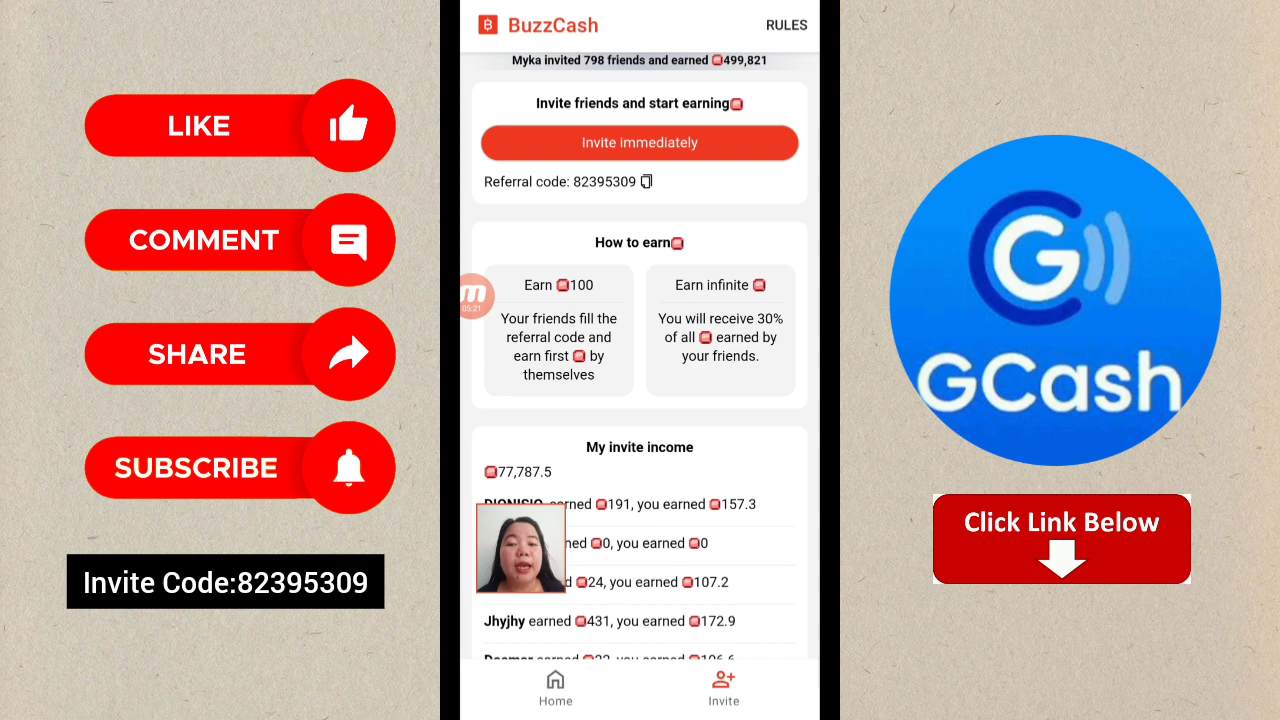 LIKE
COMMENT
SHARE
SUBSCRIBE
Invite Code:82395309
BuzzCash
RULES
Myka invited 798 friends and earned 499,821
Invite friends and start earning
Invite immediately
Referral code: 82395309
How to earn
Earn 100
Your friends fill the
referral code and
earn first by
themselves
Earn infinite
You will receive 30%
of all earned by
your friends.
05:21
My invite income
77,787.5
DIONISIO earned 191, you earned 157.3
0, you earned 0
24, you earned 107.2
Jhyjhy earned 431, you earned 172.9
Home
Invite
GCash
Click Link Below